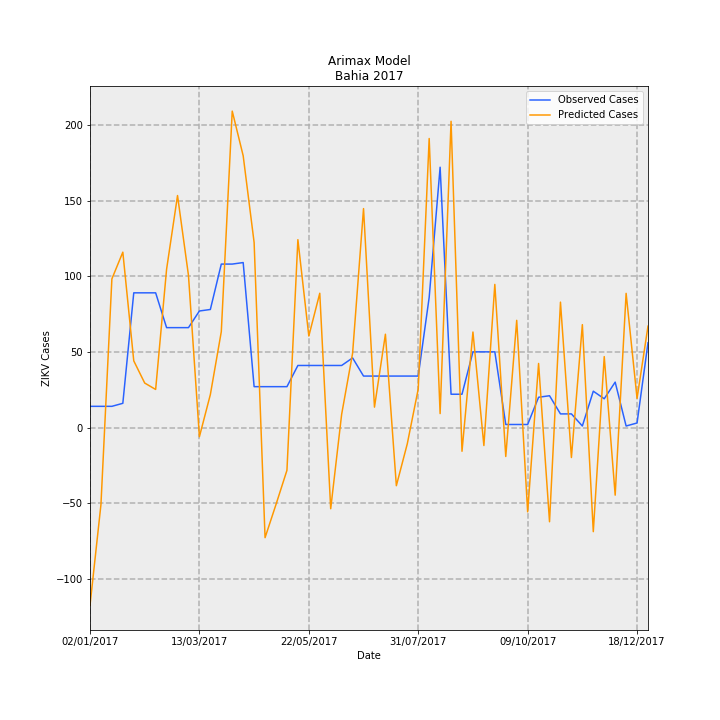 Arimax Model
Bahia 2017
Observed Cases
Predicted Cases
ZIKV Cases
200
150
100
50
0
−50
−100
02/01/2017
13/03/2017
22/05/2017
31/07/2017
09/10/2017
18/12/2017
Date